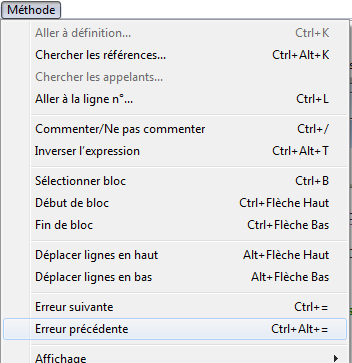 Méthode
Aller à définition... Ctrl+K
Chercher les références... Ctrl+Alt+K
Chercher les appelants...
Aller à la ligne n°... Ctrl+L
Commenter/Ne pas commenter Ctrl+/
Inverser l'expression Ctrl+Alt+T
Sélectionner bloc Ctrl+B
Début de bloc Ctrl+Flèche Haut
Fin de bloc Ctrl+Flèche Bas
Déplacer lignes en haut Alt+Flèche Haut
Déplacer lignes en bas Alt+Flèche Bas
Erreur suivante Ctrl+=
Erreur précédente Ctrl+Alt+=
Affichage